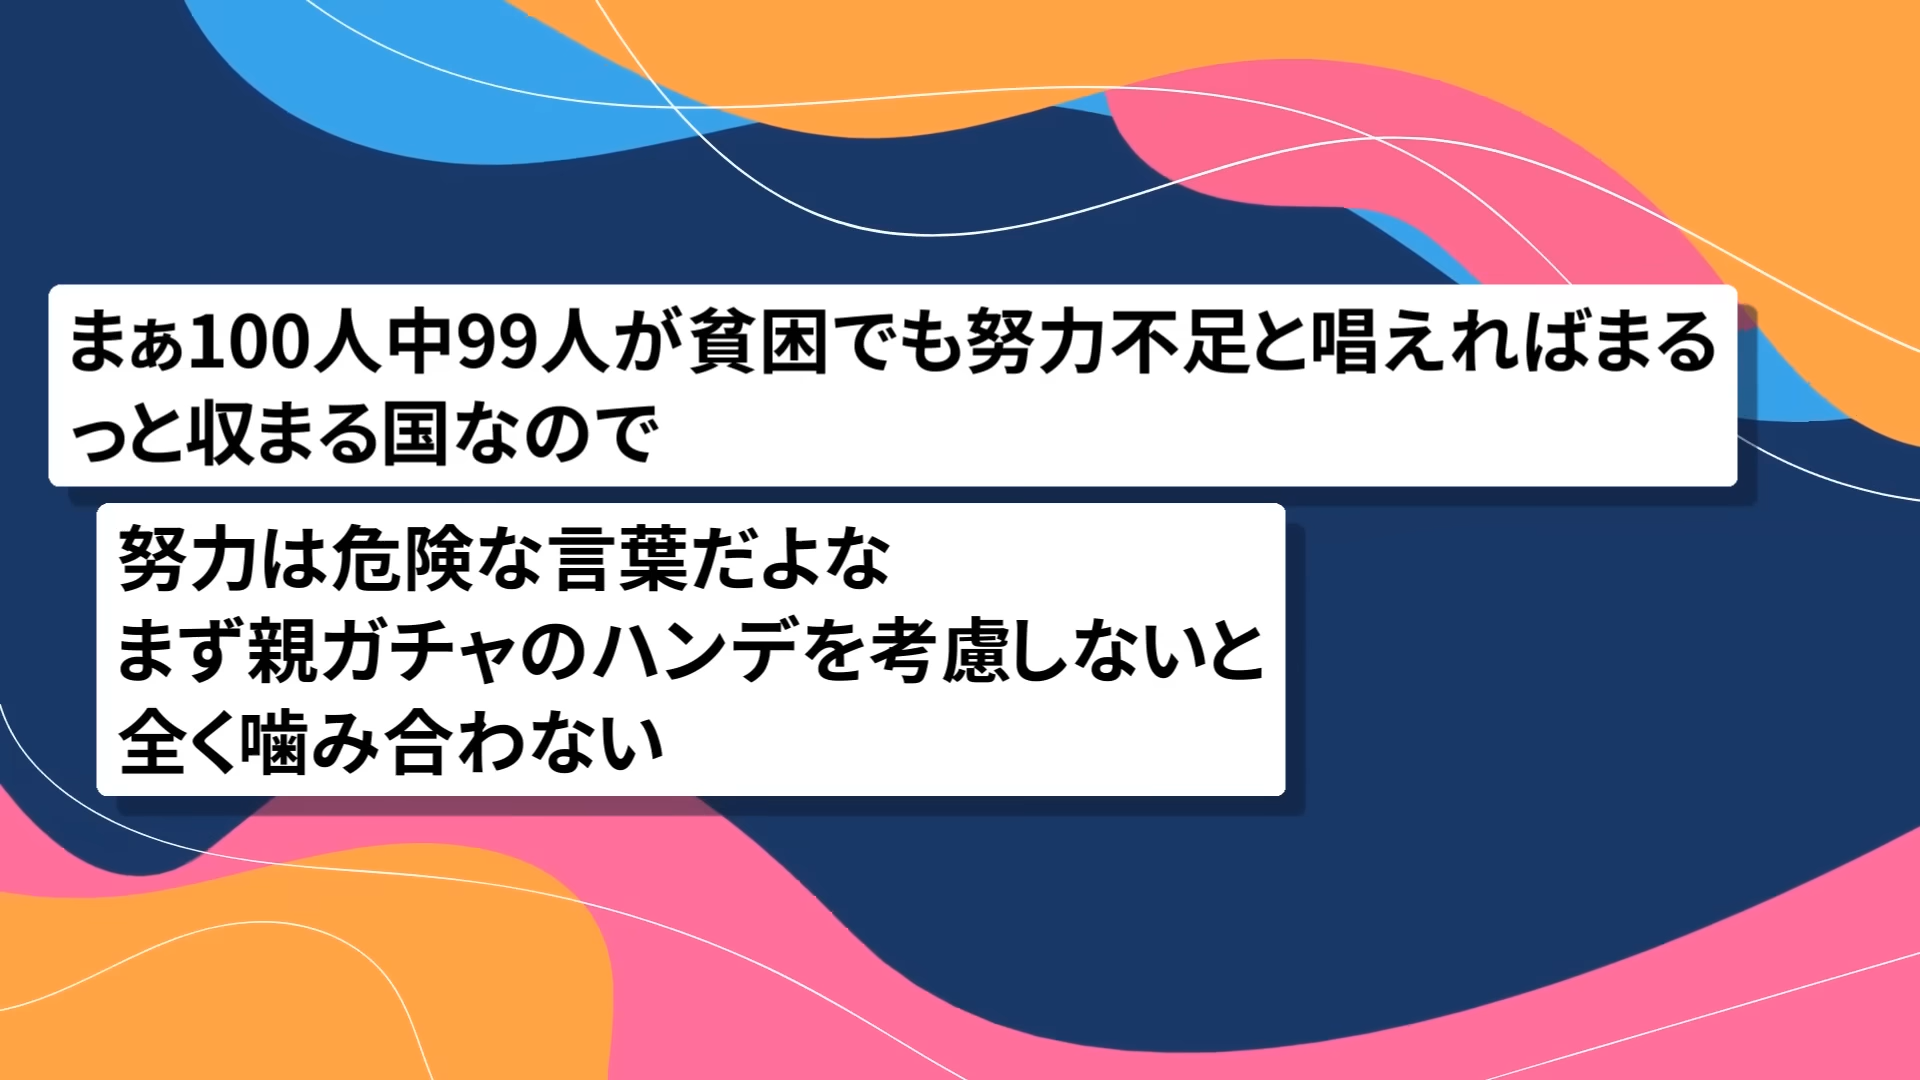 まぁ100人中99人が貧困でも努力不足と唱えればまる
っと収まる国なので
努力は危険な言葉だよな
まず親ガチャのハンデを考慮しないと
全く噛み合わない